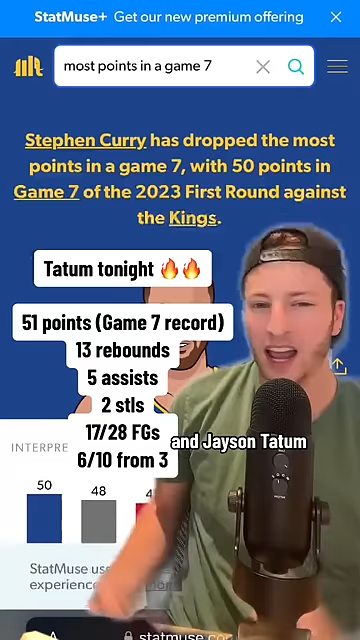 StatMuse+ Get our new premium offering
most points in a game 7
Stephen Curry has dropped the most
points in a game 7, with 50 points in
Game 7 of the 2023 First Round against
the Kings.
Tatum tonight 🔥🔥
51 points (Game 7 record)
13 rebounds
5 assists
2 stls
17/28 FGs
6/10 from 3
and Jayson Tatum
INTERPRE
50
48
4
StatMuse us
experienc
statmuse.co